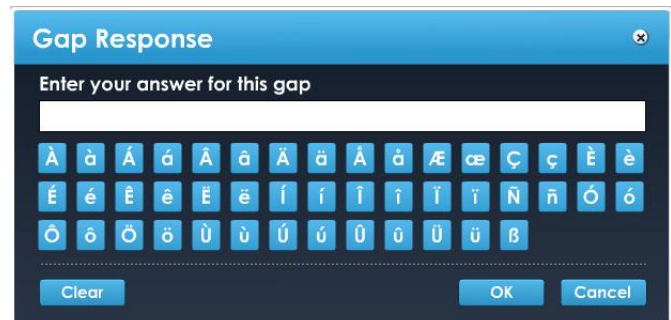 Gap Response
Enter your answer for this gap
À à Á á Â â Ä ä Å å Æ œ Ç ç È è
É é Ê ê Ë ë Í í Î î Ï ï Ñ ñ Ó ó
Ô ô Ö ö Ù ù Ú ú Û û Ü ü ß
Clear OK Cancel